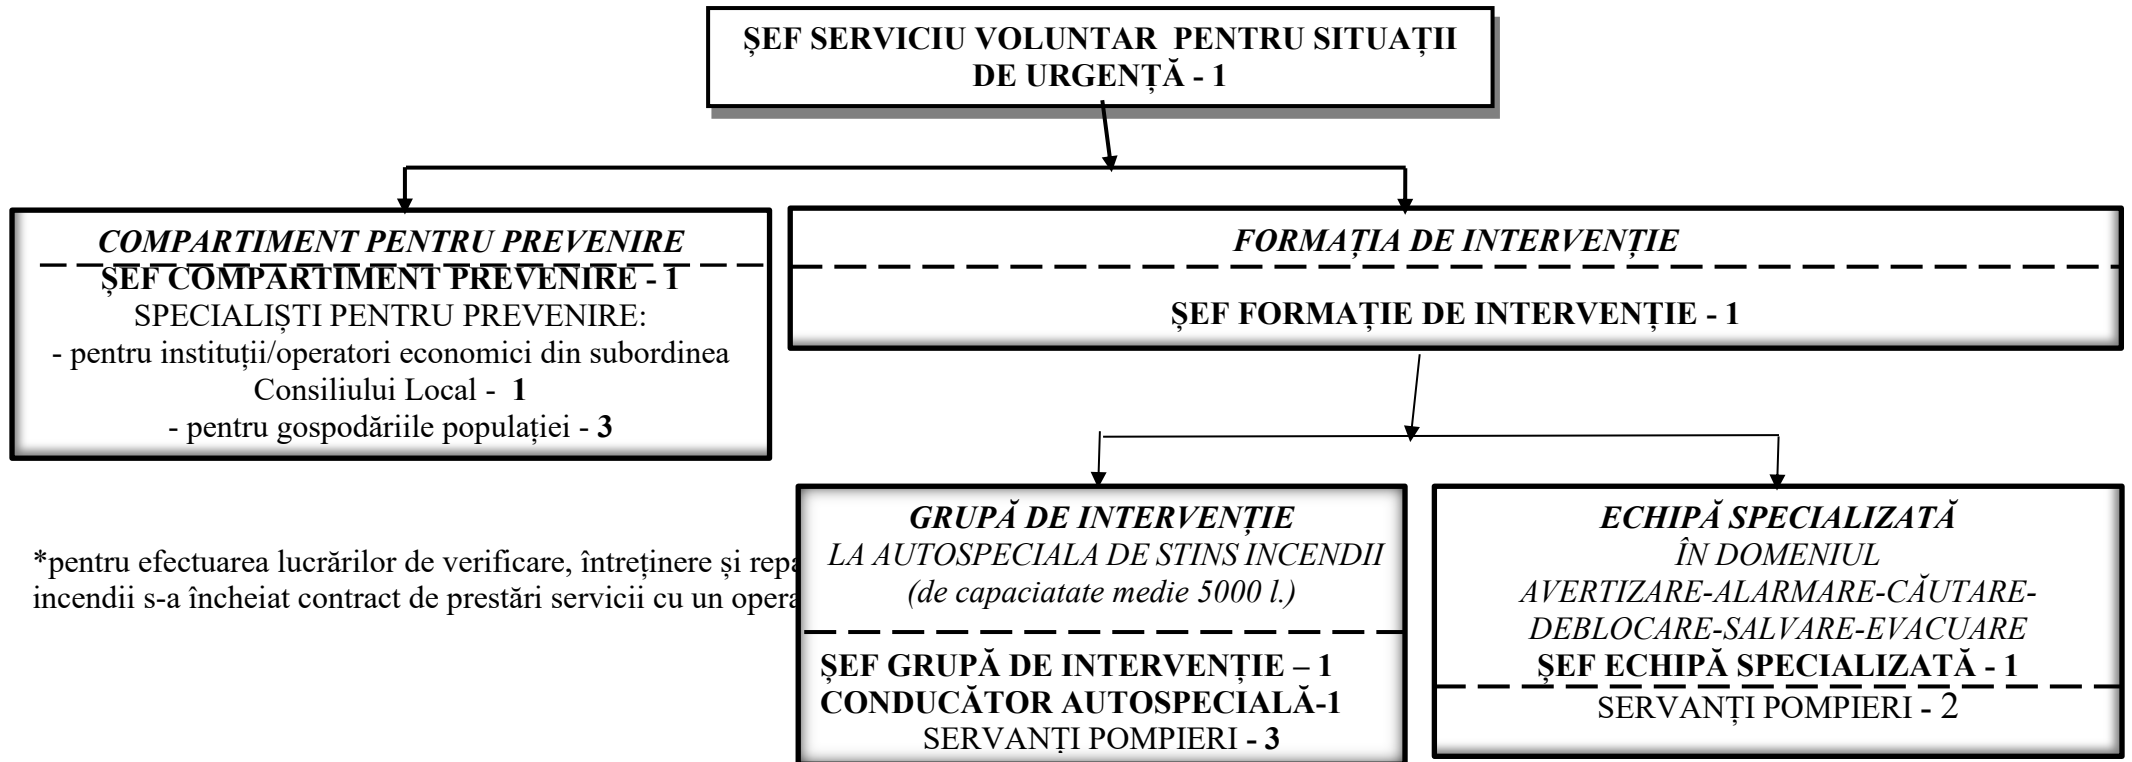 ȘEF SERVICIU VOLUNTAR PENTRU SITUAȚII
DE URGENȚĂ - 1
COMPARTIMENT PENTRU PREVENIRE
ȘEF COMPARTIMENT PREVENIRE - 1
SPECIALIȘTI PENTRU PREVENIRE:
- pentru instituții/operatori economici din subordinea
Consiliului Local - 1
- pentru gospodăriile populației - 3
FORMAȚIA DE INTERVENȚIE
ȘEF FORMAȚIE DE INTERVENȚIE - 1
*pentru efectuarea lucrărilor de verificare, întreținere și
incendii s-a încheiat contract de prestări servicii cu un
GRUPĂ DE INTERVENȚIE
LA AUTOSPECIALA DE STINS INCENDII
(de capaciatate medie 5000 l.)
ȘEF GRUPĂ DE INTERVENȚIE – 1
CONDUCĂTOR AUTOSPECIALĂ-1
SERVANȚI POMPIERI - 3
ECHIPĂ SPECIALIZATĂ
ÎN DOMENIUL
AVERTIZARE-ALARMARE-CĂUTARE-
DEBLOCARE-SALVARE-EVACUARE
ȘEF ECHIPĂ SPECIALIZATĂ - 1
SERVANȚI POMPIERI - 2